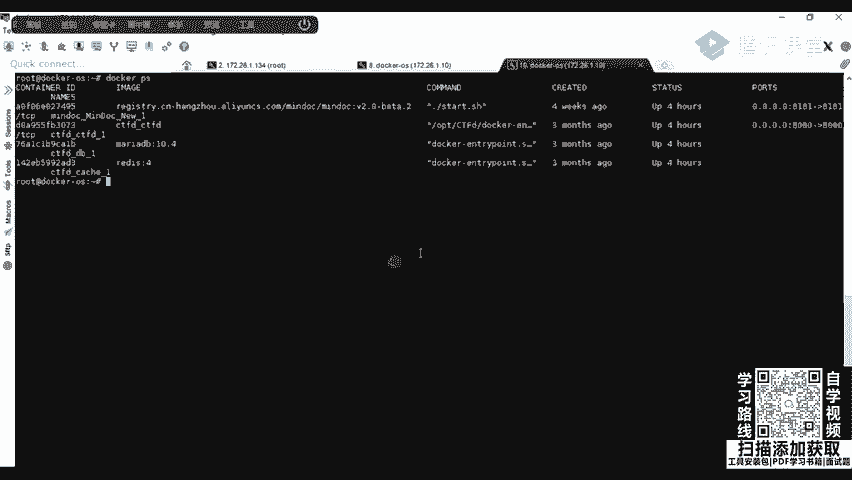 Quick connect...
2. 172.26.1.134 (root)
8. docker-os (172.26.1.10)
10. docker-os (172.26.1.10)
腾讯课堂
Sessions
Tools
Macros
Sftp
root@docker-os:~# docker ps
CONTAINER ID IMAGE COMMAND CREATED STATUS PORTS
NAMES
registry.cn-hangzhou.aliyuncs.com/mindoc/mindoc:v2.0-beta.2 "./start.sh" 4 weeks ago Up 4 hours 0.0.0.0:8181->8181
/tcp mindoc_MinDoc_New_1
d0a955fb3073 ctfd_ctfd "/opt/CTFd/docker-en…" 3 months ago Up 4 hours 0.0.0.0:8000->8000
/tcp ctfd_ctfd_1
76a1c1b9ca1b mariadb:10.4 "docker-entrypoint.s…" 3 months ago Up 4 hours
ctfd_db_1
142eb5992ad3 redis:4 "docker-entrypoint.s…" 3 months ago Up 4 hours
ctfd_cache_1
root@docker-os:~#
学习路线
自学视频
扫描添加获取
工具安装包|PDF学习书籍|面试题